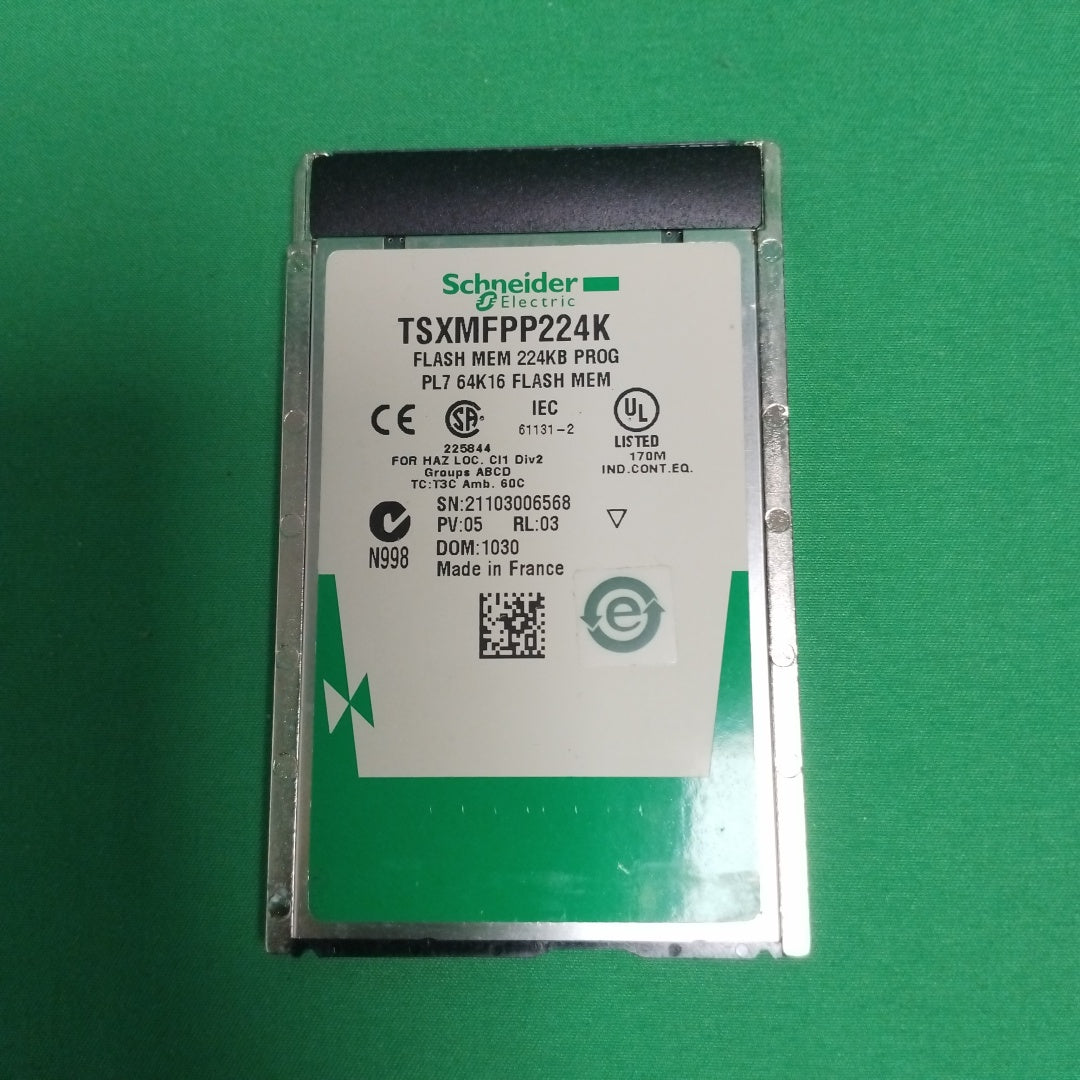 Schneider
Electric
TSXMFPP224K
FLASH MEM 224KB PROG
PL7 64K16 FLASH MEM
CE SA IEC UL
61131-2
LISTED
225844
170M
FOR HAZ LOC. Cl1 Div2
IND.CONT.EQ.
Groups ABCD
TC:T3C Amb. 60C
SN:21103006568
PV:05 RL:03
DOM:1030
N998
Made in France
e